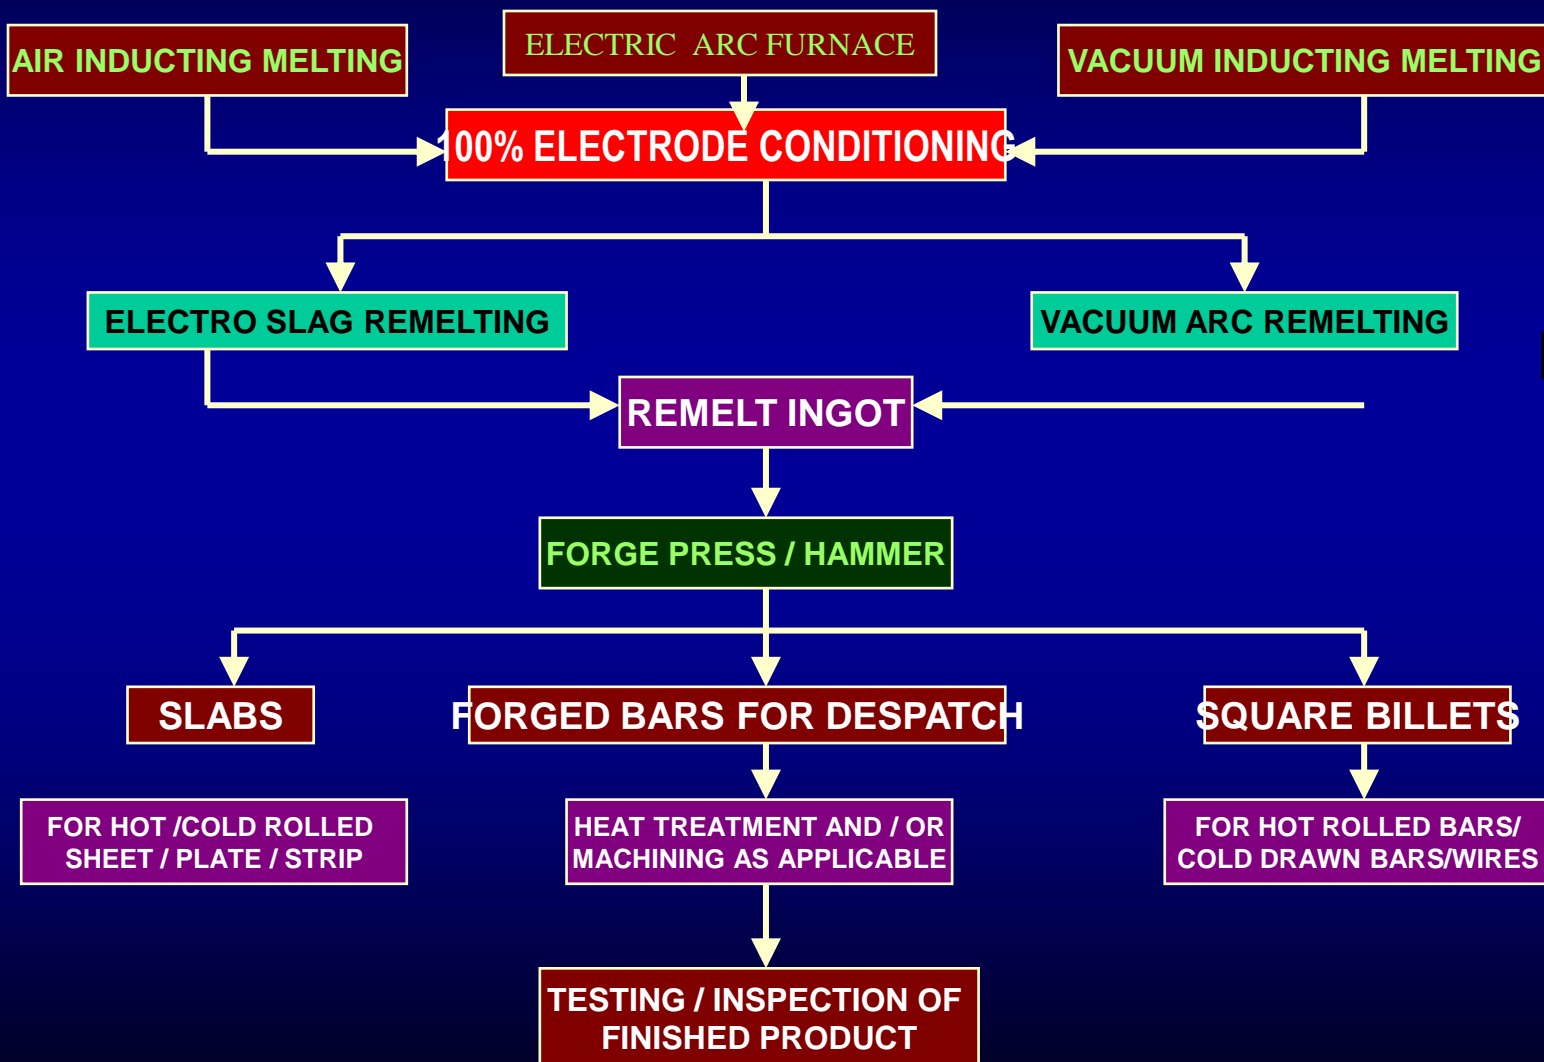 AIR INDUCTING MELTING
ELECTRIC ARC FURNACE
VACUUM INDUCTING MELTING
100% ELECTRODE CONDITIONING
ELECTRO SLAG REMELTING
VACUUM ARC REMELTING
REMELT INGOT
FORGE PRESS / HAMMER
SLABS
FORGED BARS FOR DESPATCH
SQUARE BILLETS
FOR HOT /COLD ROLLED
SHEET / PLATE / STRIP
HEAT TREATMENT AND / OR
MACHINING AS APPLICABLE
FOR HOT ROLLED BARS/
COLD DRAWN BARS/WIRES
TESTING / INSPECTION OF
FINISHED PRODUCT